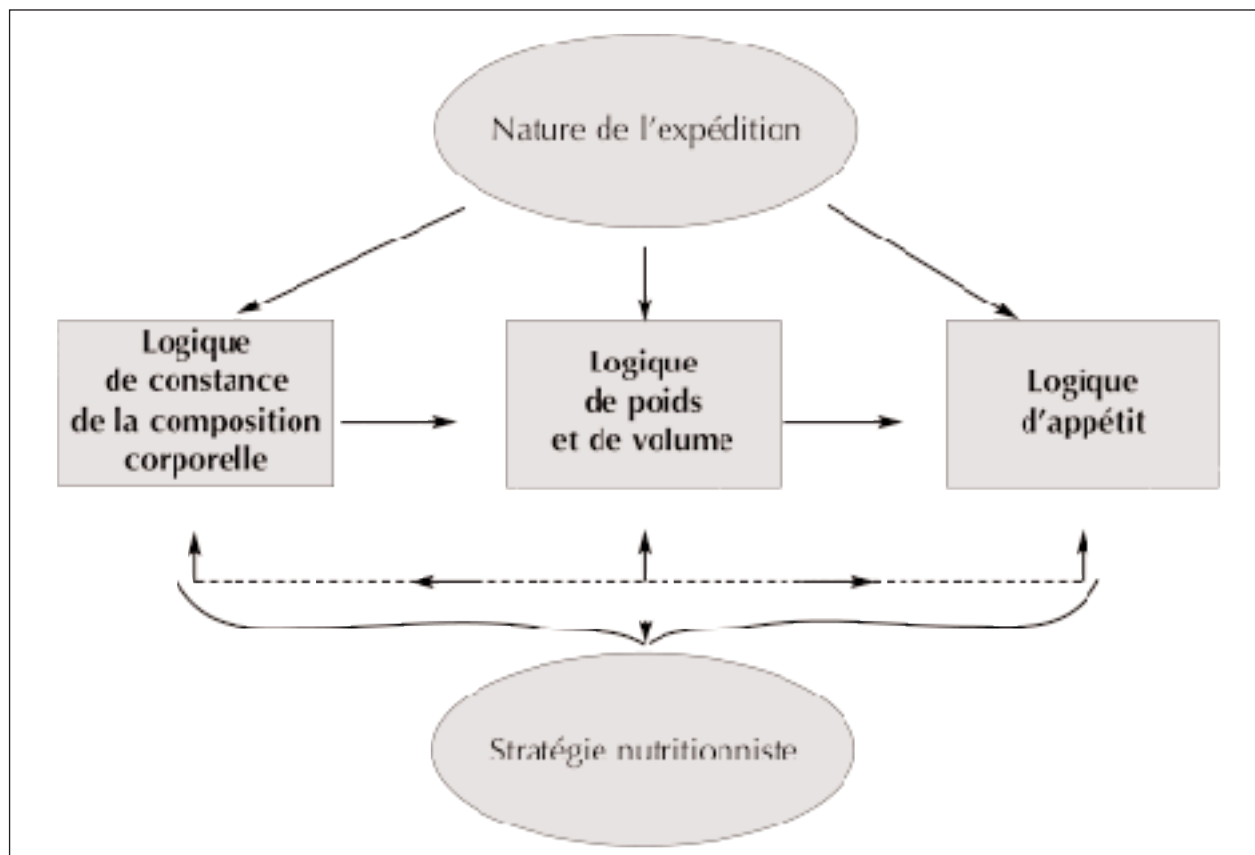 Nature de l'expédition
Logique
de constance
de la composition
corporelle
Logique
de poids
et de volume
Logique
d'appétit
Stratégie nutritionniste